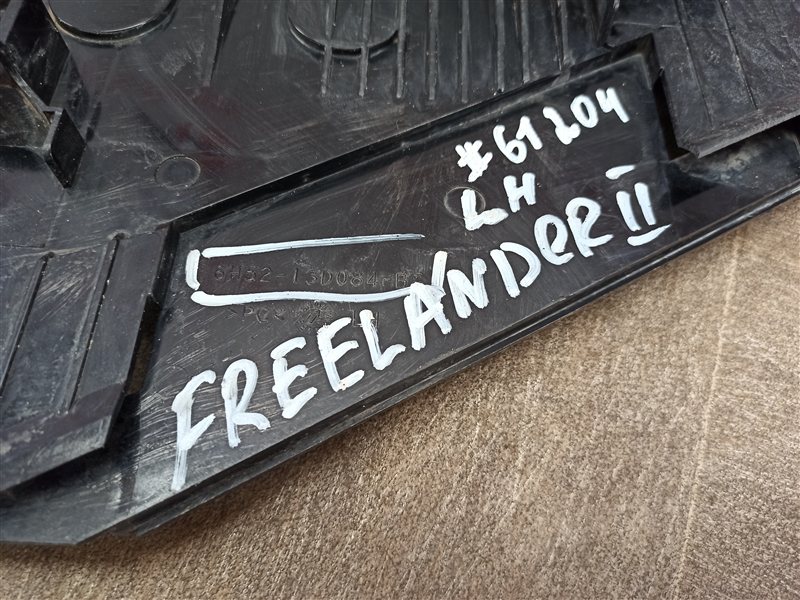 #61204
LH
FREELANDER II
6H52-13D084-B